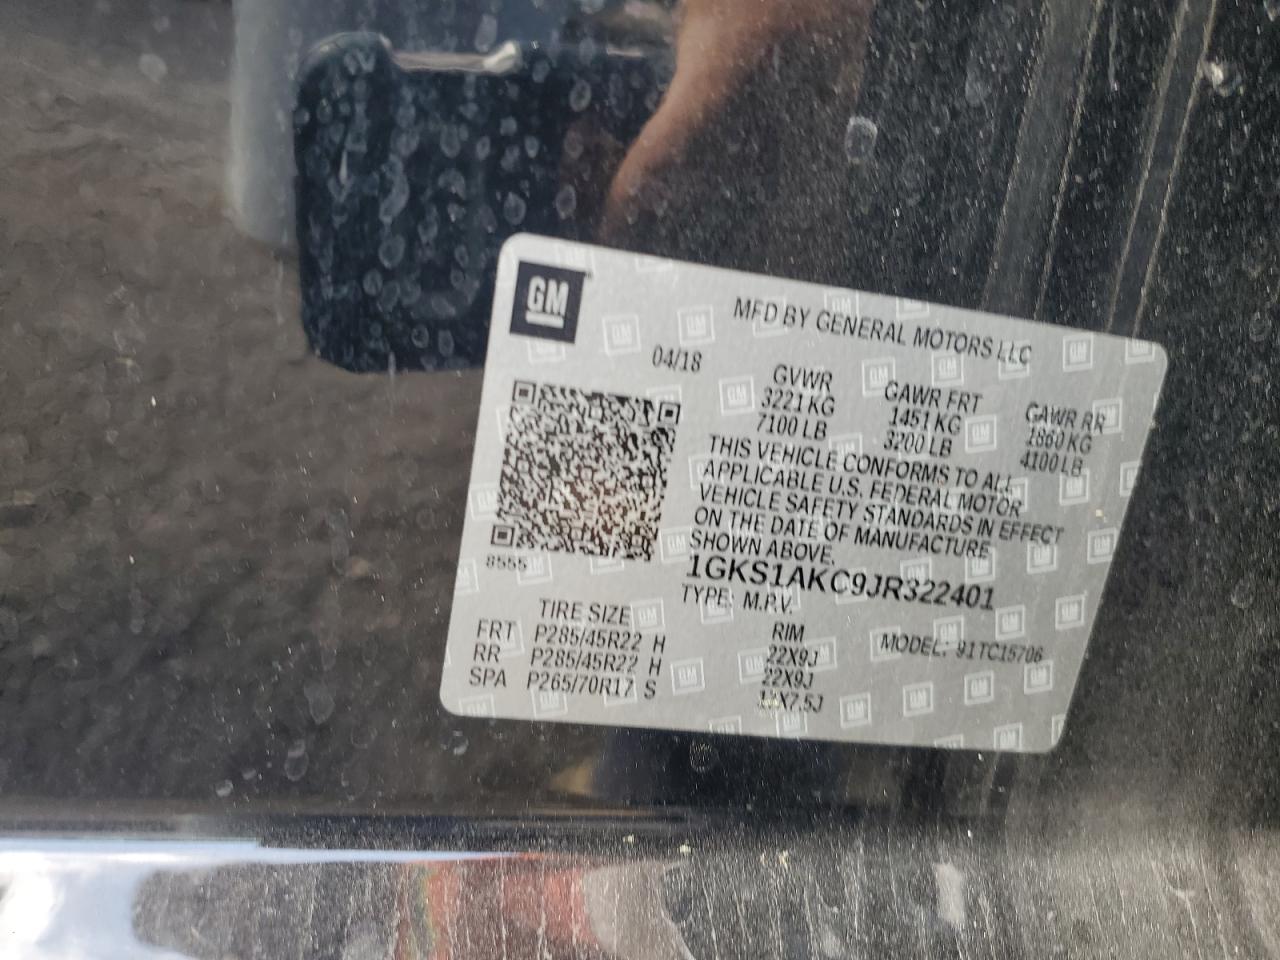 GM
MFD BY GENERAL MOTORS LLC
04/18
GVWR GAWR FRT GAWR RR
3221 KG 1451 KG 1860 KG
7100 LB 3200 LB 4100 LB
THIS VEHICLE CONFORMS TO ALL
APPLICABLE U.S. FEDERAL MOTOR
VEHICLE SAFETY STANDARDS IN EFFECT
ON THE DATE OF MANUFACTURE
SHOWN ABOVE.
8555
1GKS1AKC9JR322401
TYPE: M.P.V.
MODEL: 91TC15706
TIRE SIZE RIM
FRT P285/45R22 H 22X9J
RR P285/45R22 H 22X9J
SPA P265/70R17 S 17X7.5J